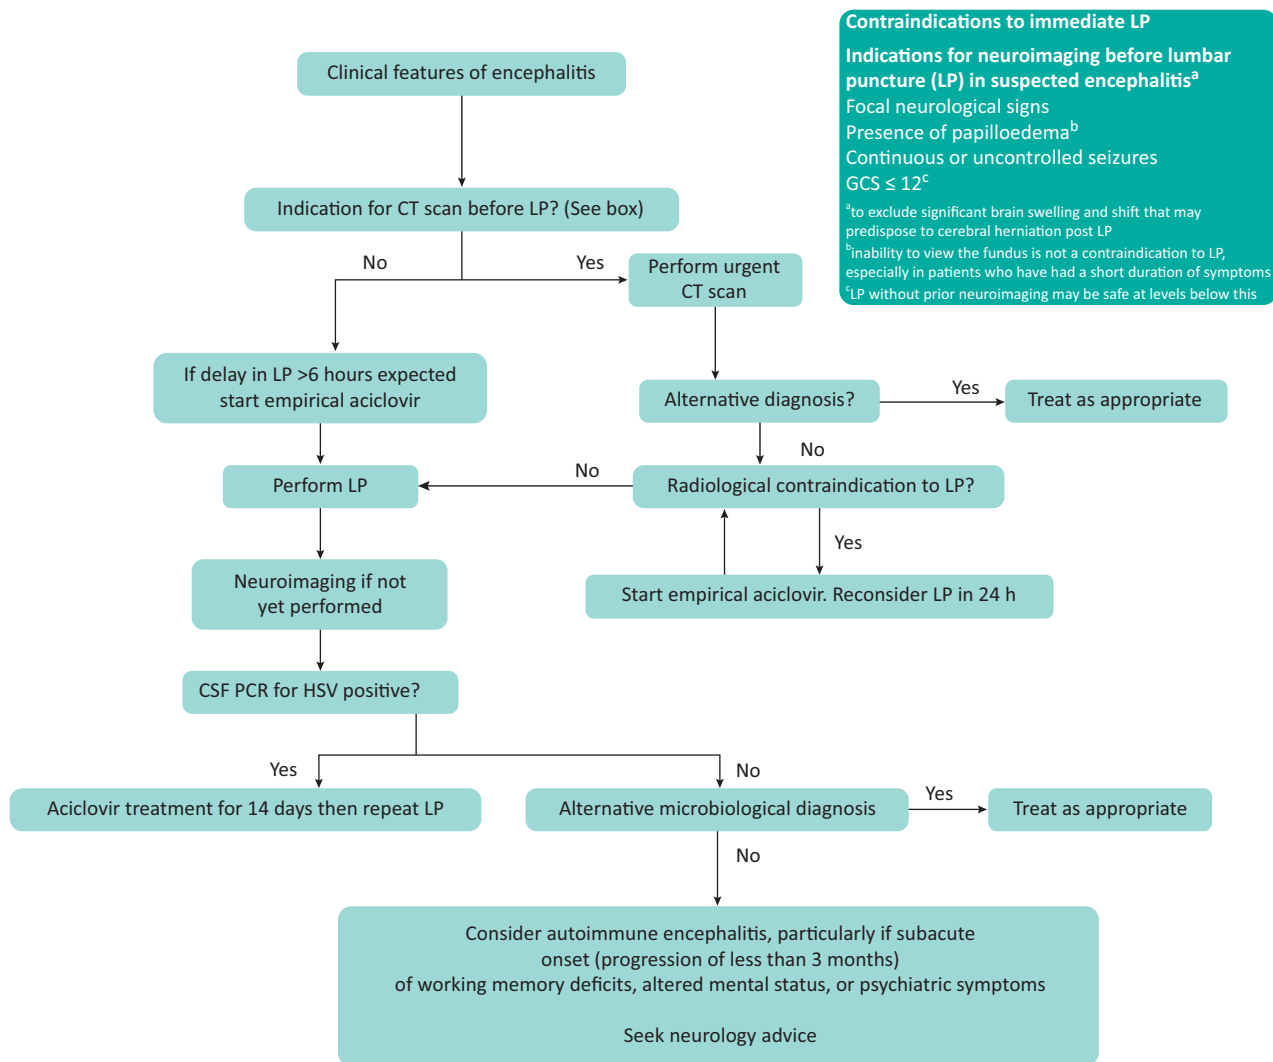 Contraindications to immediate LP
Indications for neuroimaging before lumbar
puncture (LP) in suspected encephalitisᵃ
Focal neurological signs
Presence of papilloedemaᵇ
Continuous or uncontrolled seizures
GCS ≤ 12ᶜ
ᵃto exclude significant brain swelling and shift that may
predispose to cerebral herniation post LP
ᵇinability to view the fundus is not a contraindication to LP,
especially in patients who have had a short duration of symptoms
ᶜLP without prior neuroimaging may be safe at levels below this
Clinical features of encephalitis
Indication for CT scan before LP? (See box)
No
Yes
Perform urgent
CT scan
If delay in LP >6 hours expected
start empirical aciclovir
Alternative diagnosis?
Yes
Treat as appropriate
No
Perform LP
No
Radiological contraindication to LP?
Yes
Neuroimaging if not
yet performed
Start empirical aciclovir. Reconsider LP in 24 h
CSF PCR for HSV positive?
Yes
No
Aciclovir treatment for 14 days then repeat LP
Alternative microbiological diagnosis
Yes
Treat as appropriate
No
Consider autoimmune encephalitis, particularly if subacute
onset (progression of less than 3 months)
of working memory deficits, altered mental status, or psychiatric symptoms
Seek neurology advice